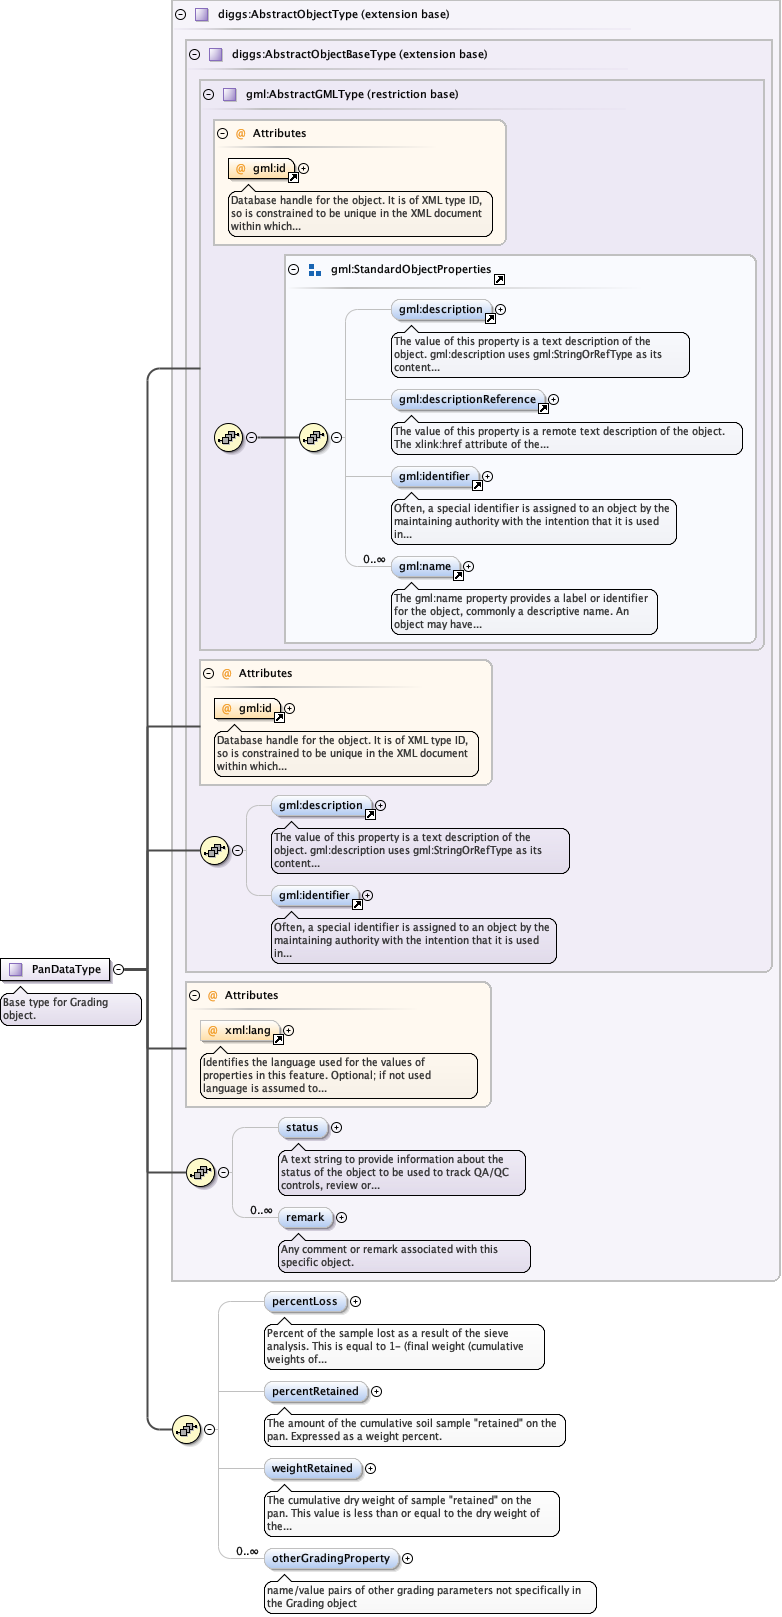 diggs:AbstractObjectType (extension base)
diggs:AbstractObjectBaseType (extension base)
gml:AbstractGMLType (restriction base)
@ Attributes
@ gml:id
Database handle for the object. It is of XML type ID,
so is constrained to be unique in the XML document
within which...
gml:StandardObjectProperties
gml:description
The value of this property is a text description of the
object. gml:description uses gml:StringOrRefType as its
content...
gml:descriptionReference
The value of this property is a remote text description of the object.
The xlink:href attribute of the...
gml:identifier
Often, a special identifier is assigned to an object by the
maintaining authority with the intention that it is used
in...
0..∞
gml:name
The gml:name property provides a label or identifier
for the object, commonly a descriptive name. An
object may have...
@ Attributes
@ gml:id
Database handle for the object. It is of XML type ID,
so is constrained to be unique in the XML document
within which...
gml:description
The value of this property is a text description of the
object. gml:description uses gml:StringOrRefType as its
content...
gml:identifier
Often, a special identifier is assigned to an object by the
maintaining authority with the intention that it is used
in...
PanDataType
Base type for Grading
object.
@ Attributes
@ xml:lang
Identifies the language used for the values of
properties in this feature. Optional; if not used
language is assumed to...
status
A text string to provide information about the
status of the object to be used to track QA/QC
controls, review or...
0..∞
remark
Any comment or remark associated with this
specific object.
percentLoss
Percent of the sample lost as a result of the sieve
analysis. This is equal to 1- (final weight (cumulative
weights of...
percentRetained
The amount of the cumulative soil sample "retained" on the
pan. Expressed as a weight percent.
weightRetained
The cumulative dry weight of sample "retained" on the
pan. This value is less than or equal to the dry weight of
the...
0..∞
otherGradingProperty
name/value pairs of other grading parameters not specifically in
the Grading object